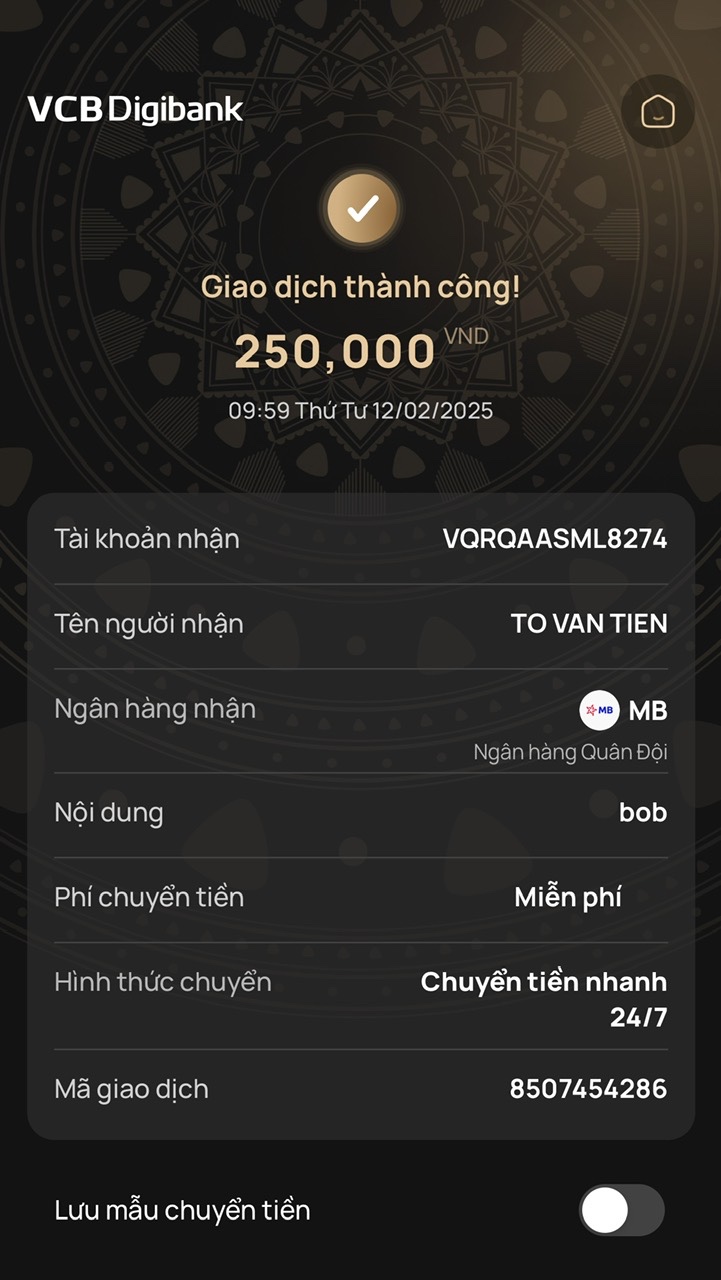 VCB Digibank
Giao dịch thành công!
250,000 VND
09:59 Thứ Tư 12/02/2025
Tài khoản nhận VQRQAASML8274
Tên người nhận TO VAN TIEN
Ngân hàng nhận MB MB
Ngân hàng Quân Đội
Nội dung bob
Phí chuyển tiền Miễn phí
Hình thức chuyển Chuyển tiền nhanh
24/7
Mã giao dịch 8507454286
Lưu mẫu chuyển tiền